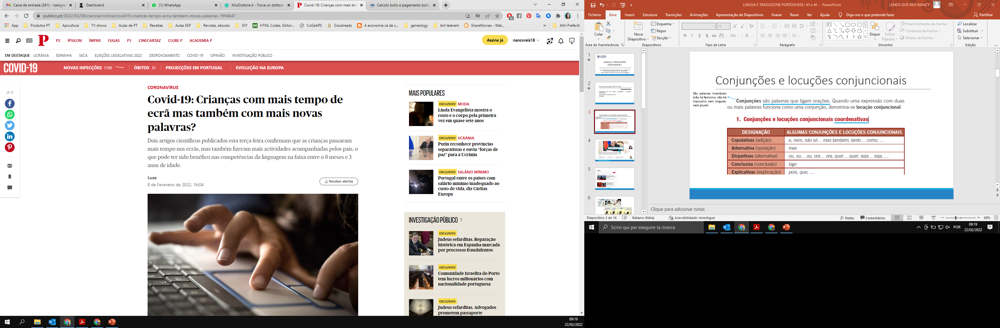 Caixa de entrada (261) - nancyrei
Dashboard
(1) WhatsApp
MioDottore.it - Trova un dottore
Covid-19: Crianças com mais tem
Calcolo bollo e pagamento bollo
publico.pt/2022/02/08/ciencia/noticia/covid19-criancas-tempo-ecra-tambem-novas-palavras-1994647
App
Produtos PT
Apicultura
TV shows
Aulas de PT
Receitas
Aulas ESP
Revistas, ebooks
DIY
HTML Codes, Editor...
CoGeAPS
Goodreads
A economia cá de c...
geneology
bnl telerent
ShareMovies - Wat...
Altri Preferiti
P
P2
ÍPSILON
ÍMPAR
FUGAS
P3
CINECARTAZ
CLUBE P
ACADEMIA P
Assine já
nancyreis18
EM DESTAQUE
UCRÂNIA
ESPANHA
SECA
ELEIÇÕES LEGISLATIVAS 2022
DESPOVOAMENTO
COVID-19
OPINIÃO
INVESTIGAÇÃO PÚBLICO
COVID-19
NOVAS INFECÇÕES 5789
ÓBITOS 35
PROJECÇÕES EM PORTUGAL
EVOLUÇÃO NA EUROPA
0
CORONAVÍRUS
Covid-19: Crianças com mais tempo de
ecrã mas também com mais novas
palavras?
Dois artigos científicos publicados esta terça-feira confirmam que as crianças passaram
mais tempo nos ecrãs, mas também fizeram mais actividades acompanhadas pelos pais, o
que pode ter sido benéfico nas competências da linguagem na faixa entre o 8 meses e 3
anos de idade.
Lusa
8 de Fevereiro de 2022, 16:04
Receber alertas
MAIS POPULARES
EXCLUSIVO MODA
Linda Evangelista mostra o
rosto e o corpo pela primeira
vez em quase sete anos
EXCLUSIVO UCRÂNIA
Putin reconhece províncias
separatistas e envia “forças de
paz” para a Ucrânia
EXCLUSIVO SALÁRIO MÍNIMO
Portugal entre os países com
salário mínimo inadequado ao
custo de vida, diz Cáritas
Europa
INVESTIGAÇÃO PÚBLICO
EXCLUSIVO
Judeus sefarditas. Reparação
histórica em Espanha marcada
por processos fraudulentos
EXCLUSIVO
Comunidade Israelita do Porto
tem lucros milionários com
nacionalidade portuguesa
EXCLUSIVO
Judeus sefarditas. Advogados
prometem passaporte
09:19
22/02/2022
LINGUA E TRADUZIONE PORTOGHESE I 45 e 46 - PowerPoint
LEMOS DOS REIS NANCY
Ficheiro
Base
Inserir
Estrutura
Transições
Animações
Apresentação de Diapositivos
Gravar
Rever
Ver
Ajuda
Diga-me o que pretende fazer
Partilhar
Colar
Novo
Diapositivo
Esquema
Repor
Secção
18
Dispor
Estilos
Rápidos
Preenchimento da Forma
Contorno da Forma
Efeitos de Forma
Localizar
Substituir
Selecionar
Área de Transferência
Diapositivos
Tipo de Letra
Parágrafo
Desenho
Edição
1
LINGUA E TRADUZIONE
PORTOGHESE I
2
3
4
5
6
Conjunções e locuções conjuncionais
São palavras invariáveis
(não há feminino, não há
masculino nem singular,
nem plural)
Conjunções são palavras que ligam orações. Quando uma expressão com duas
ou mais palavras funciona como uma conjunção, denomina-se locução conjuncional.
1. Conjunções e locuções conjuncionais coordenativas
DESIGNAÇÃO ALGUMAS CONJUNÇÕES E LOCUÇÕES CONJUNCIONAIS
Copulativas (adição) e, nem, não só... mas também, tanto... como, ...
Adversativa (oposição) mas
Disjuntivas (alternativa) ou, ou... ou, ora... ora, quer... quer, seja... seja, ...
Conclusiva (conclusão) logo
Explicativas (explicação) pois, que, ...
Clique para adicionar notas
Diapositivo 3 de 16
Italiano (Itália)
Acessibilidade: investigue
Notas
Comentários
68%
Scrivi qui per eseguire la ricerca
POR
09:19
22/02/2022